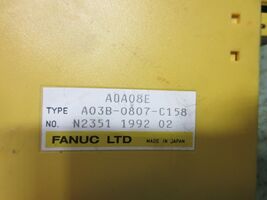 A0A08E
TYPE A03B-0807-C158
NO. N2351 1992 02
FANUC LTD MADE IN JAPAN